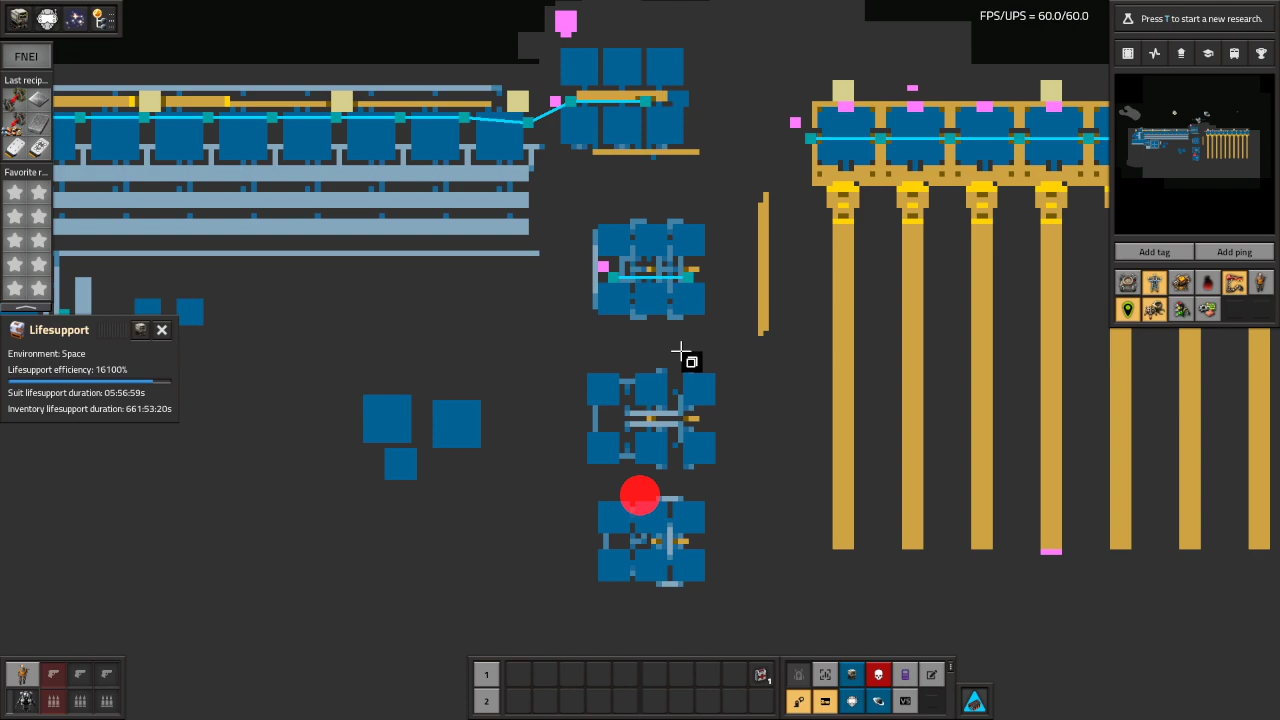 FPS/UPS = 60.0/60.0
Press T to start a new research.
FNEI
Last recip...
Favorite r...
Add tag
Add ping
Lifesupport
Environment: Space
Lifesupport efficiency: 16100%
Suit lifesupport duration: 05:56:59s
Inventory lifesupport duration: 661:53:20s
1
2
1
VS